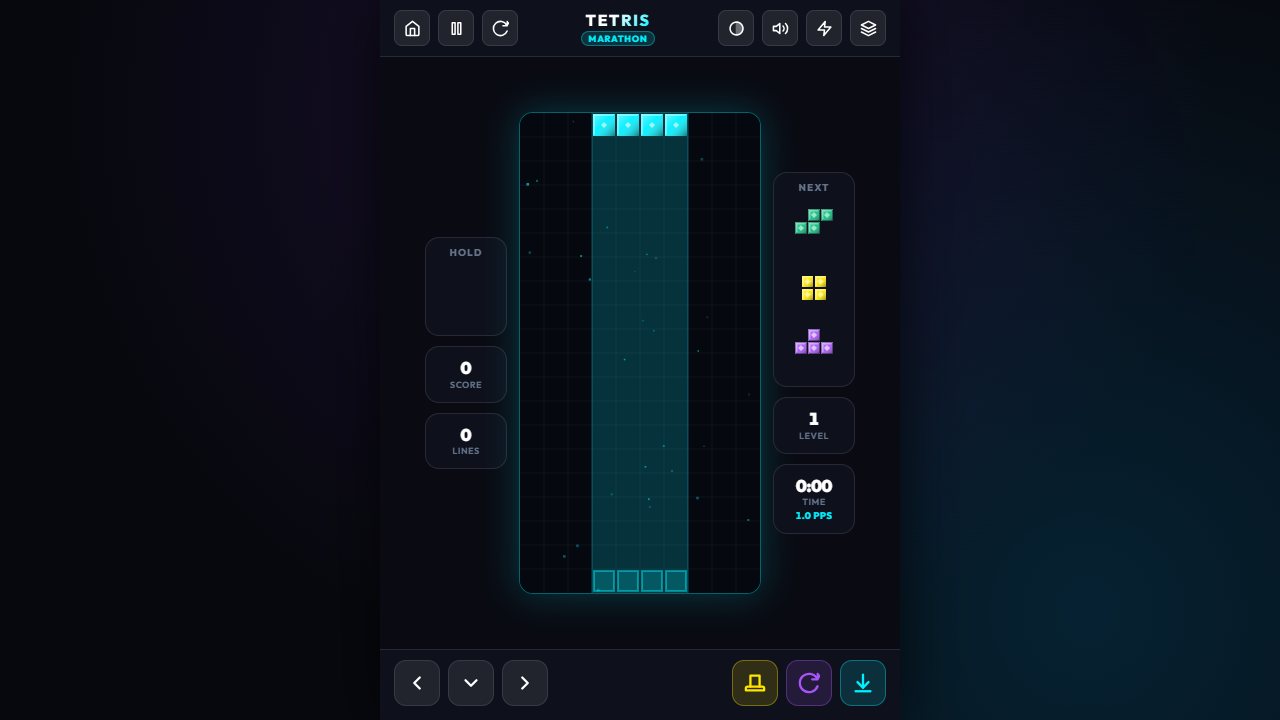 TETRIS
MARATHON
HOLD
0
SCORE
0
LINES
NEXT
1
LEVEL
0:00
TIME
1.0 PPS